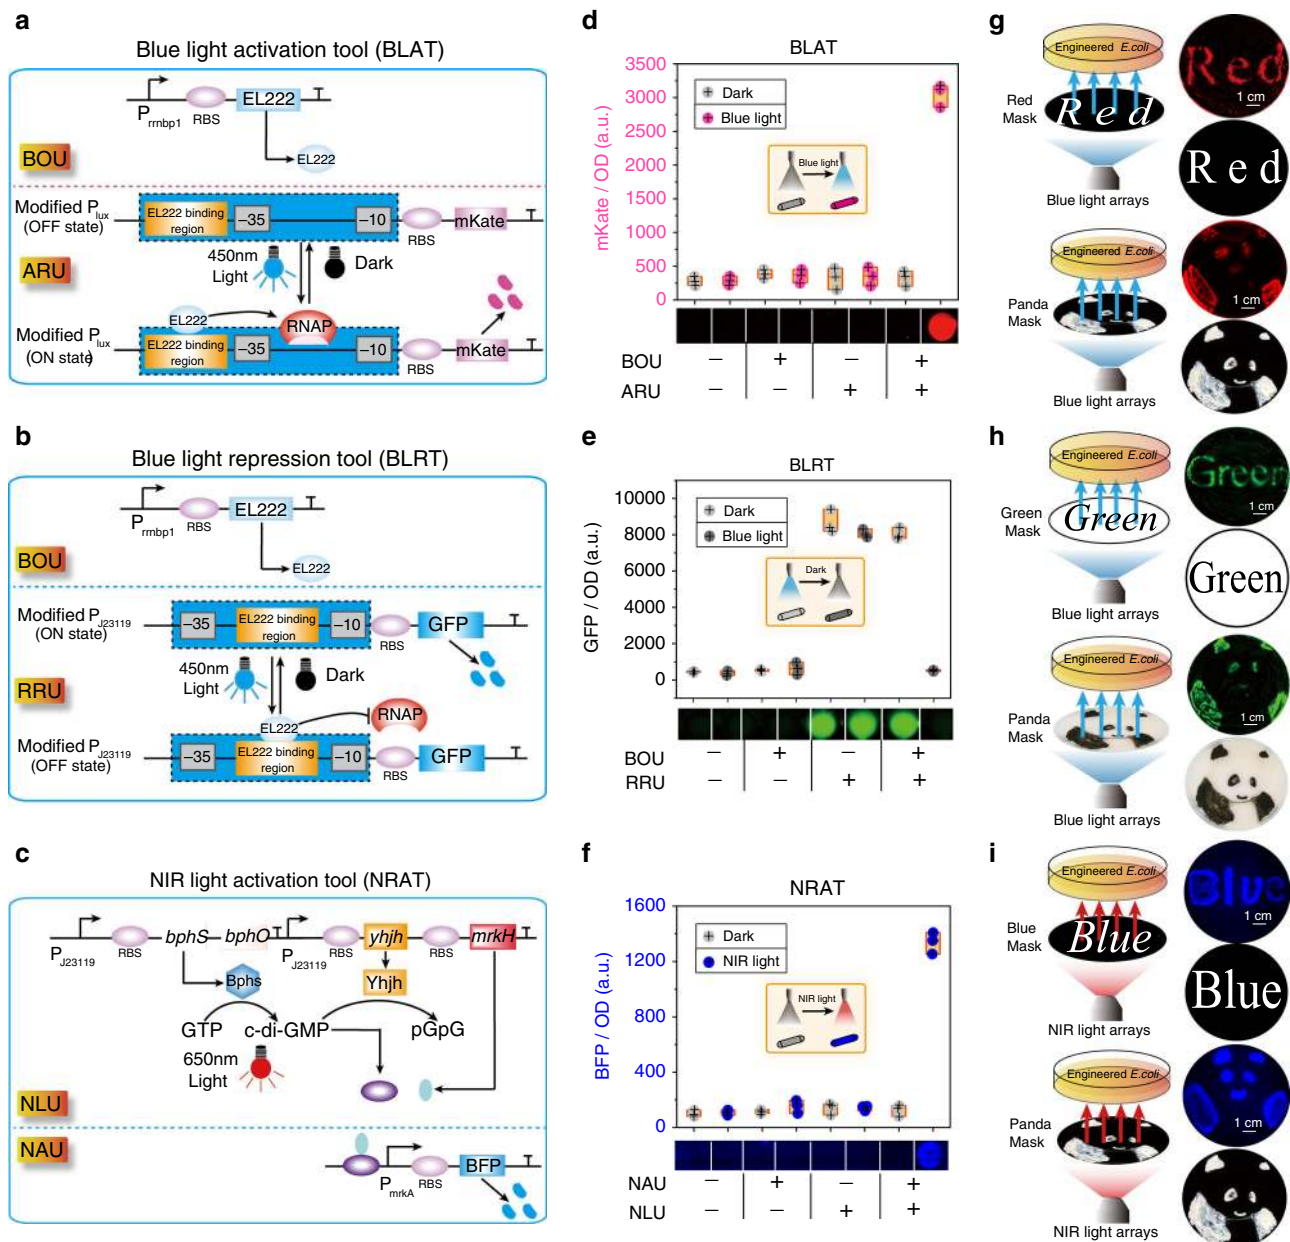 a
Blue light activation tool (BLAT)
P rrnbp1
RBS
EL222
EL222
BOU
Modified P lux
(OFF state)
EL222 binding
region
–35
–10
RBS
mKate
450nm
Light
Dark
ARU
EL222
RNAP
Modified P lux
(ON state)
EL222 binding
region
–35
–10
RBS
mKate
b
Blue light repression tool (BLRT)
P rrnbp1
RBS
EL222
EL222
BOU
Modified P J23119
(ON state)
–35
EL222 binding
region
–10
RBS
GFP
450nm
Light
Dark
RRU
EL222
RNAP
Modified P J23119
(OFF state)
–35
EL222 binding
region
–10
RBS
GFP
c
NIR light activation tool (NRAT)
P J23119
RBS
bphS
bphO
P J23119
RBS
yhjh
RBS
mrkH
Bphs
Yhjh
GTP
c-di-GMP
pGpG
650nm
Light
NLU
NAU
P mrkA
RBS
BFP
d
BLAT
mKate / OD (a.u.)
3500
3000
2500
2000
1500
1000
500
0
Dark
Blue light
Blue light
BOU – + – +
ARU – – + +
e
BLRT
GFP / OD (a.u.)
10000
8000
6000
4000
2000
0
Dark
Blue light
Dark
BOU – + – +
RRU – – + +
f
NRAT
BFP / OD (a.u.)
1600
1200
800
400
0
Dark
NIR light
NIR light
NAU – + – +
NLU – – + +
g
Engineered E.coli
Red
Mask
Red
Blue light arrays
Red
1 cm
Red
Engineered E.coli
Panda
Mask
Blue light arrays
1 cm
h
Engineered E.coli
Green
Mask
Green
Blue light arrays
Green
1 cm
Green
Engineered E.coli
Panda
Mask
Blue light arrays
1 cm
i
Engineered E.coli
Blue
Mask
Blue
NIR light arrays
Blue
1 cm
Blue
Engineered E.coli
Panda
Mask
NIR light arrays
1 cm